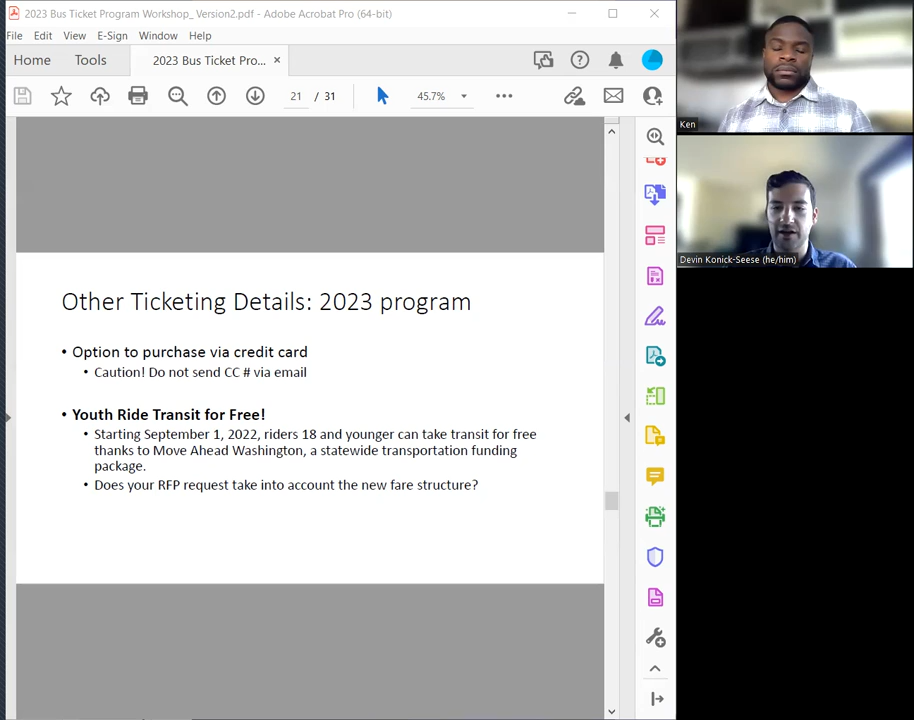 2023 Bus Ticket Program Workshop_ Version2.pdf - Adobe Acrobat Pro (64-bit)
File Edit View E-Sign Window Help
Home Tools 2023 Bus Ticket Pro... ×
21 / 31 45.7%
Other Ticketing Details: 2023 program
• Option to purchase via credit card
• Caution! Do not send CC # via email
• Youth Ride Transit for Free!
• Starting September 1, 2022, riders 18 and younger can take transit for free
thanks to Move Ahead Washington, a statewide transportation funding
package.
• Does your RFP request take into account the new fare structure?
Ken
Devin Konick-Seese (he/him)